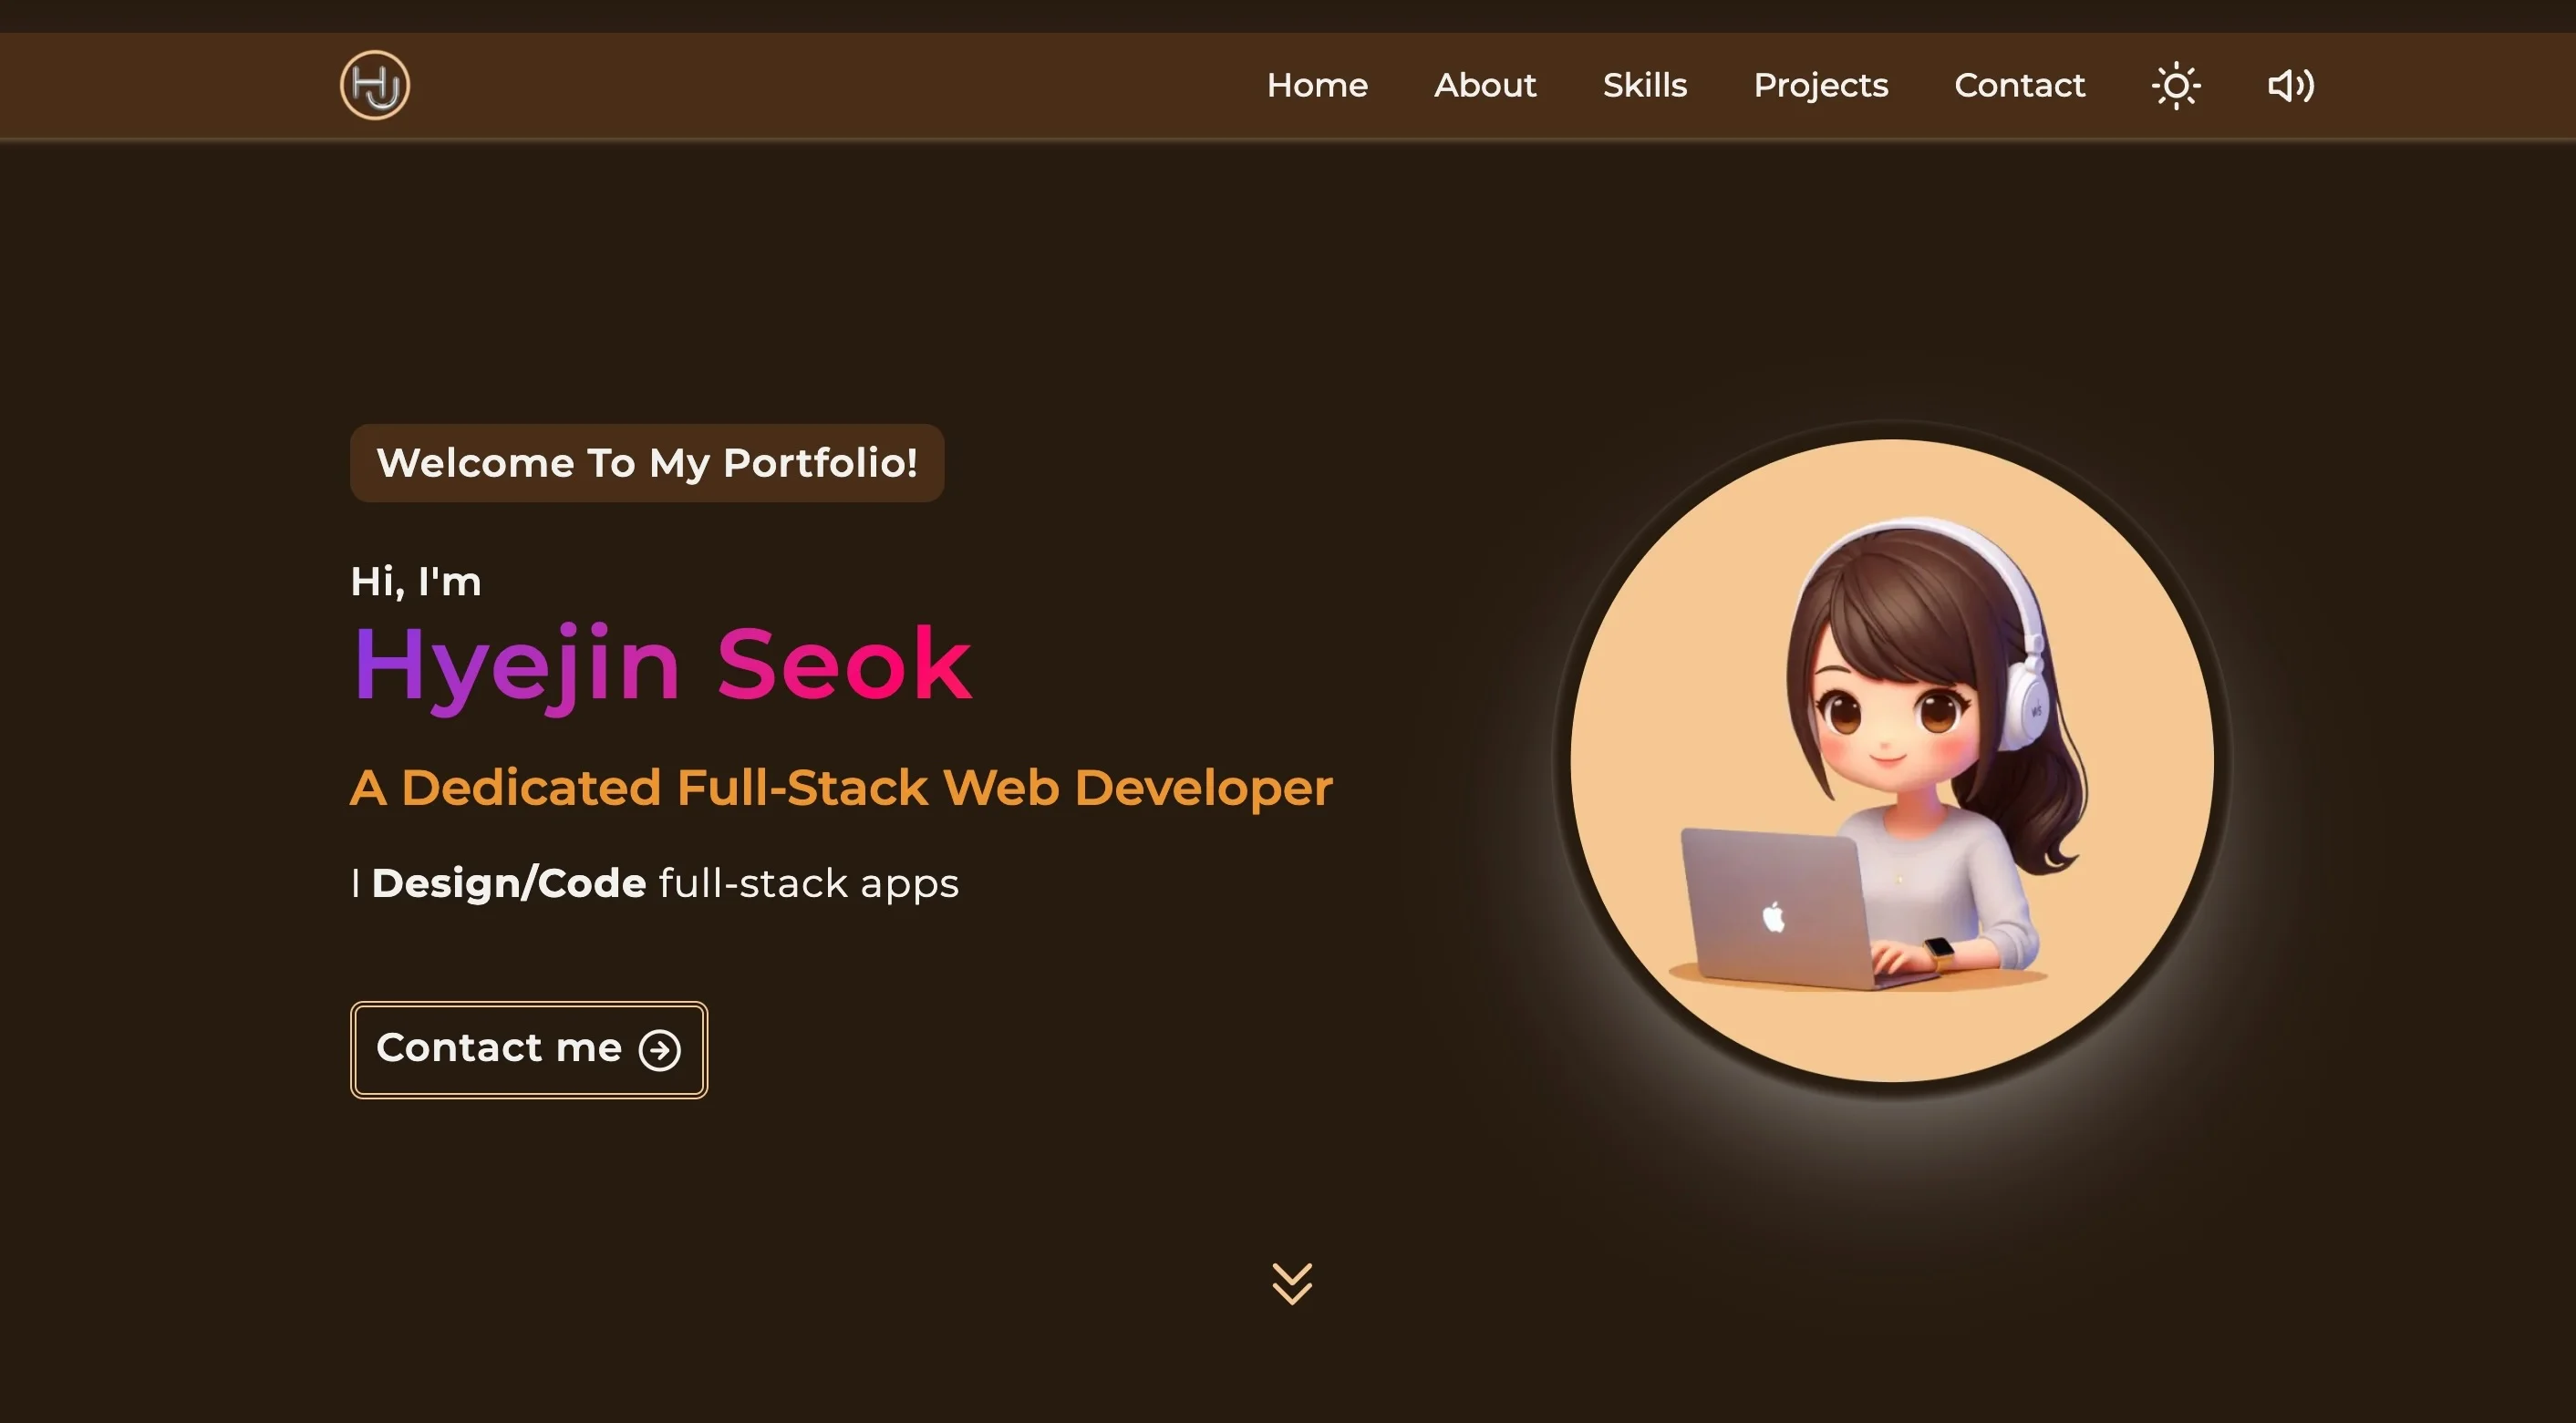 HJ
Home About Skills Projects Contact
Welcome To My Portfolio!
Hi, I'm
Hyejin Seok
A Dedicated Full-Stack Web Developer
I Design/Code full-stack apps
Contact me